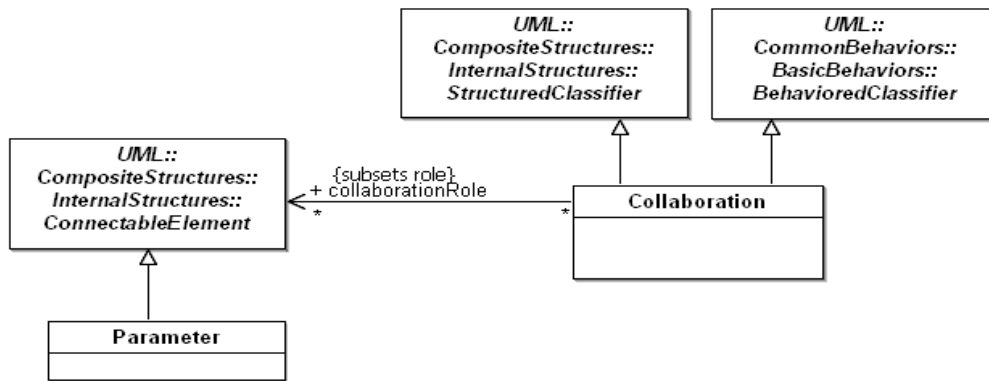 UML::
CompositeStructures::
InternalStructures::
StructuredClassifier
UML::
CommonBehaviors::
BasicBehaviors::
BehavioredClassifier
UML::
CompositeStructures::
InternalStructures::
ConnectableElement
{subsets role}
+ collaborationRole
*
*
Collaboration
Parameter